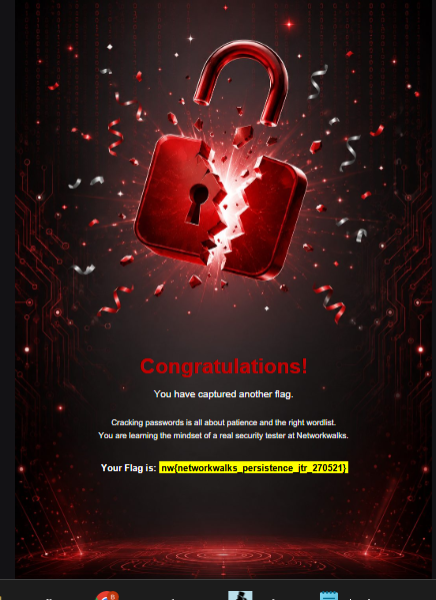 Congratulations!
You have captured another flag.
Cracking passwords is all about patience and the right wordlist.
You are learning the mindset of a real security tester at Networkwalks.
Your Flag is: nw{networkwalks_persistence_jtr_270521}